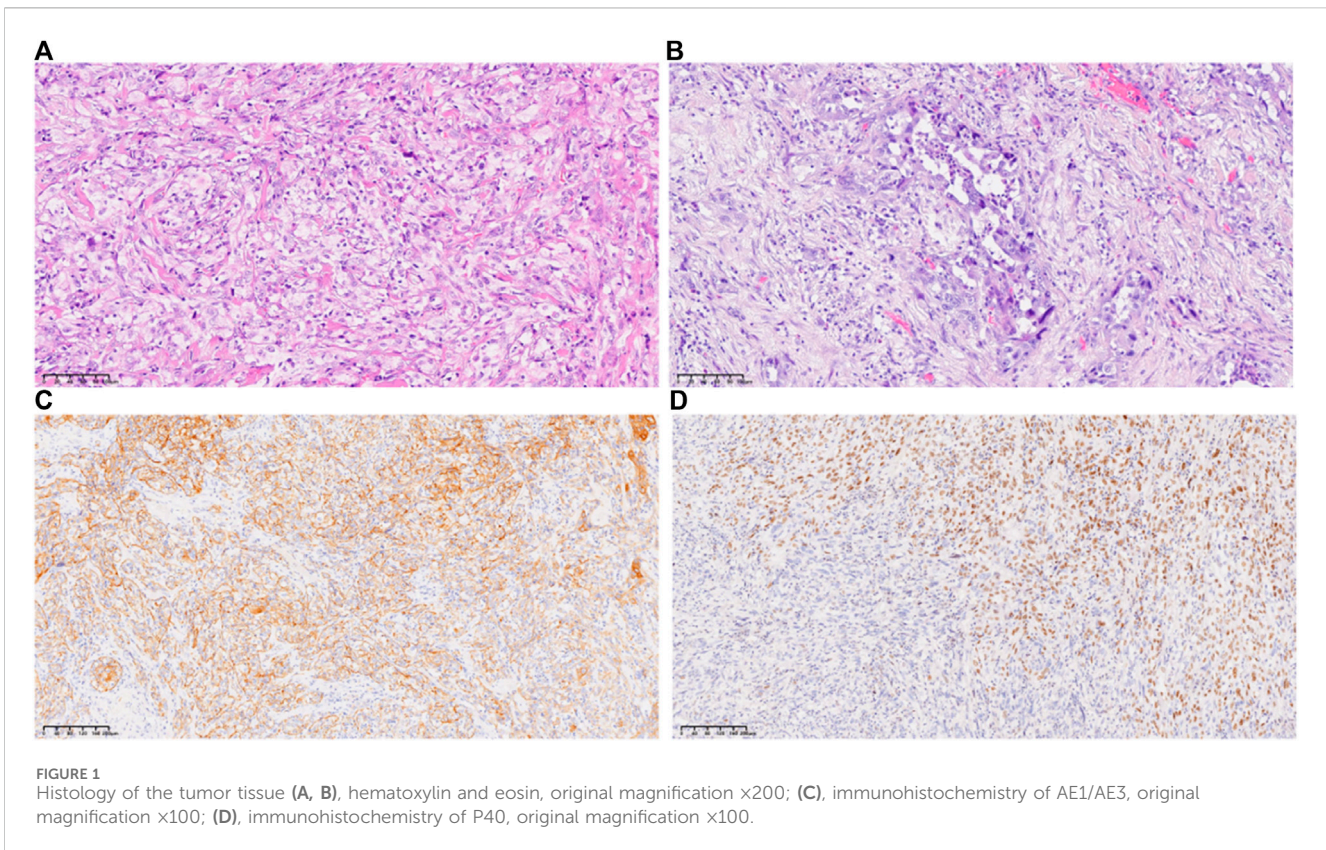 A
B
C
D
FIGURE 1
Histology of the tumor tissue (A, B), hematoxylin and eosin, original magnification ×200; (C), immunohistochemistry of AE1/AE3, original
magnification ×100; (D), immunohistochemistry of P40, original magnification ×100.